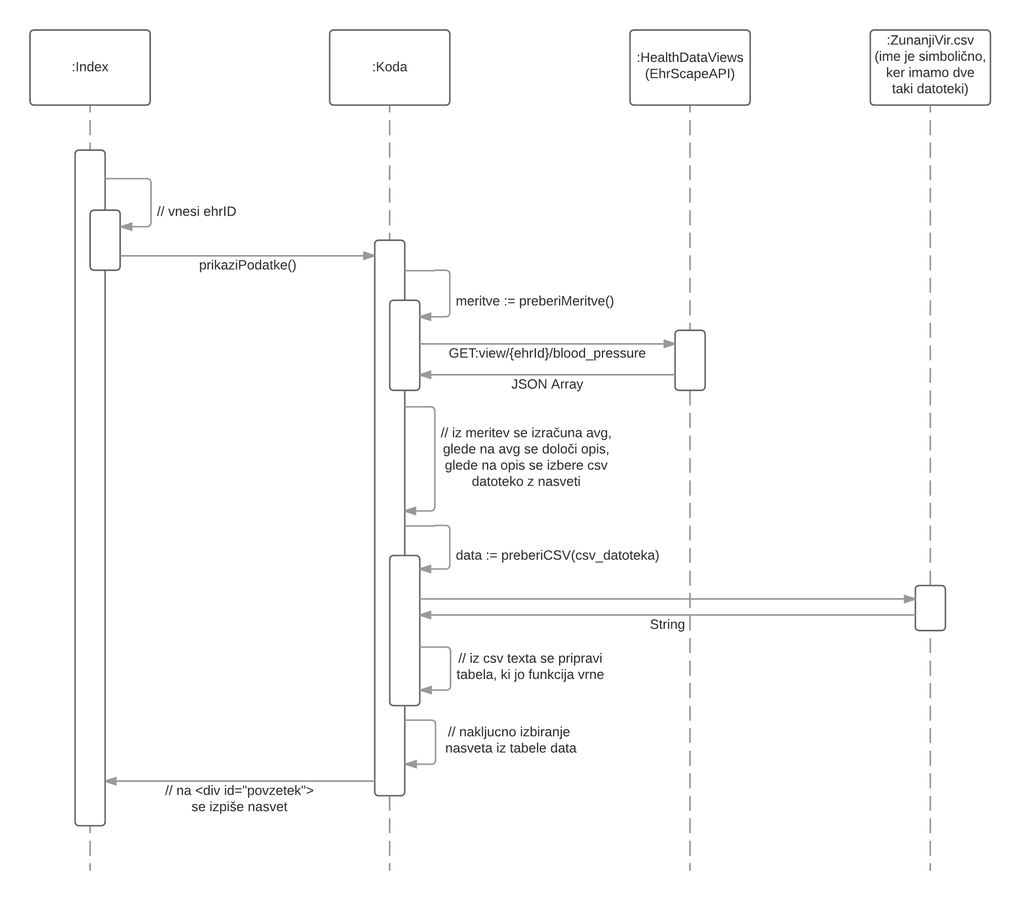 :Index
:Koda
:HealthDataViews
(EhrScapeAPI)
:ZunanjiVir.csv
(ime je simbolično,
ker imamo dve
taki datoteki)
// vnesi ehrID
prikaziPodatke()
meritve := preberiMeritve()
GET:view/{ehrId}/blood_pressure
JSON Array
// iz meritev se izračuna avg,
glede na avg se določi opis,
glede na opis se izbere csv
datoteko z nasveti
data := preberiCSV(csv_datoteka)
String
// iz csv texta se pripravi
tabela, ki jo funkcija vrne
// nakljucno izbiranje
nasveta iz tabele data
// na <div id="povzetek">
se izpiše nasvet